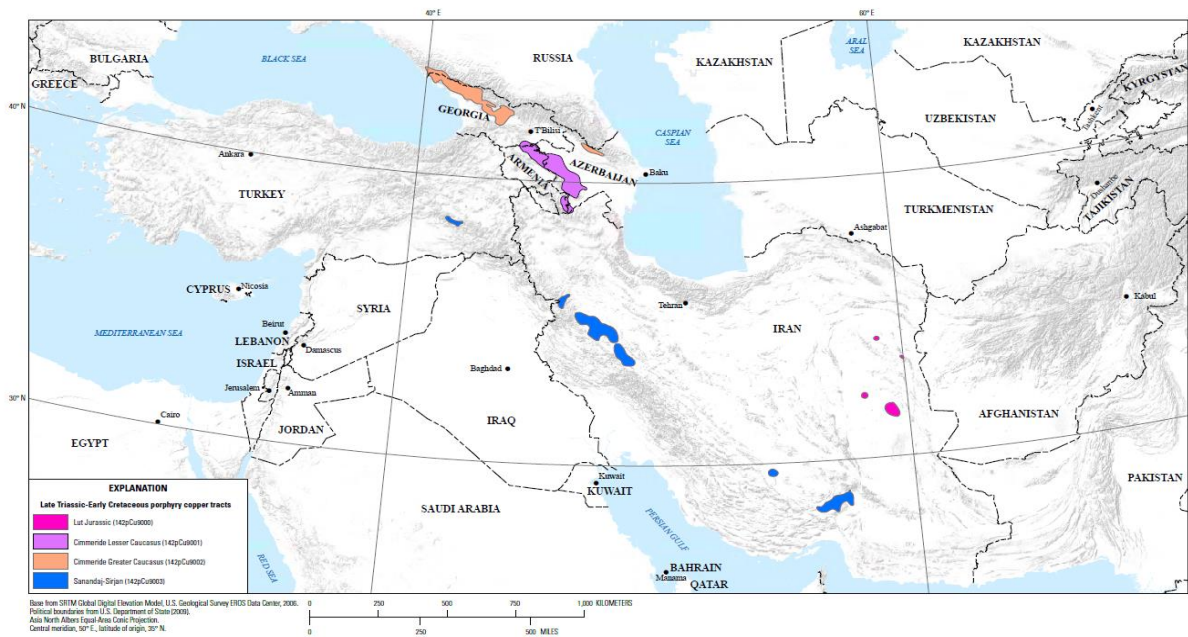 40° E
60° E
ARAL
SEA
KAZAKHSTAN
RUSSIA
KAZAKHSTAN
BULGARIA
BLACK SEA
KYRGYSTAN
GREECE
40° N
GEORGIA
UZBEKISTAN
Tashkent
T'Bilisi
CASPIAN
SEA
Ankara
ARMENIA
AZERBAIJAN
Baku
Dushanbe
TAJIKISTAN
TURKEY
TURKMENISTAN
Ashgabat
CYPRUS
Nicosia
SYRIA
Tehran
Kabul
MEDITERRANEAN SEA
Beirut
LEBANON
Damascus
IRAN
ISRAEL
Baghdad
Jerusalem
Amman
30° N
Cairo
IRAQ
AFGHANISTAN
JORDAN
EGYPT
Kuwait
KUWAIT
PAKISTAN
SAUDI ARABIA
PERSIAN GULF
RED SEA
BAHRAIN
Manama
QATAR
EXPLANATION
Late Triassic-Early Cretaceous porphyry copper tracts
Lut Jurassic (142pCu9000)
Cimmeride Lesser Caucasus (142pCu9001)
Cimmeride Greater Caucasus (142pCu9002)
Sanandaj-Sirjan (142pCu9003)
Base from SRTM Global Digital Elevation Model, U.S. Geological Survey EROS Data Center, 2006.
Political boundaries from U.S. Department of State (2009).
Asia North Albers Equal-Area Conic Projection.
Central meridian, 50° E., latitude of origin, 35° N.
0 250 500 750 1,000 KILOMETERS
0 250 500 MILES